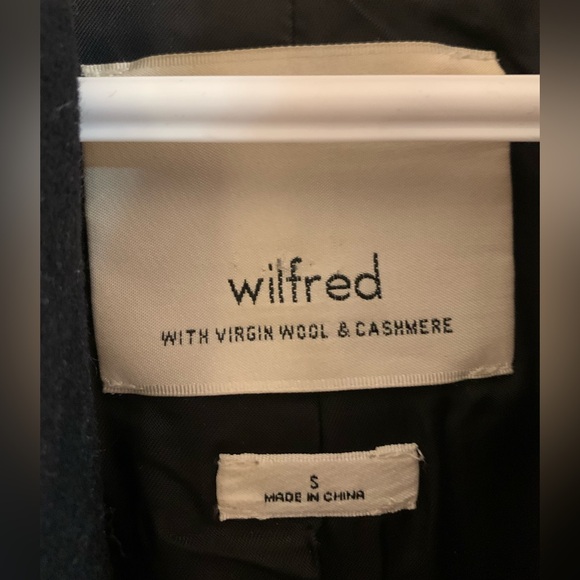 wilfred
WITH VIRGIN WOOL & CASHMERE
S
MADE IN CHINA